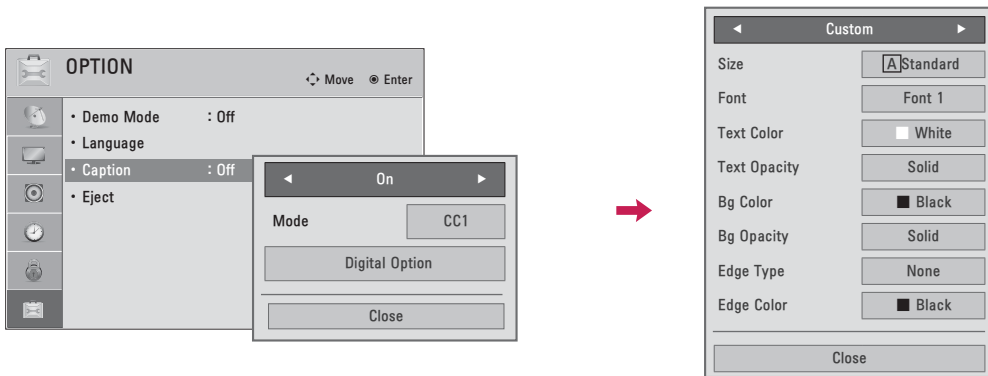 OPTION
Move Enter
• Demo Mode : Off
• Language
• Caption : Off
• Eject
◄ On ►
Mode CC1
Digital Option
Close
◄ Custom ►
Size A Standard
Font Font 1
Text Color White
Text Opacity Solid
Bg Color Black
Bg Opacity Solid
Edge Type None
Edge Color Black
Close